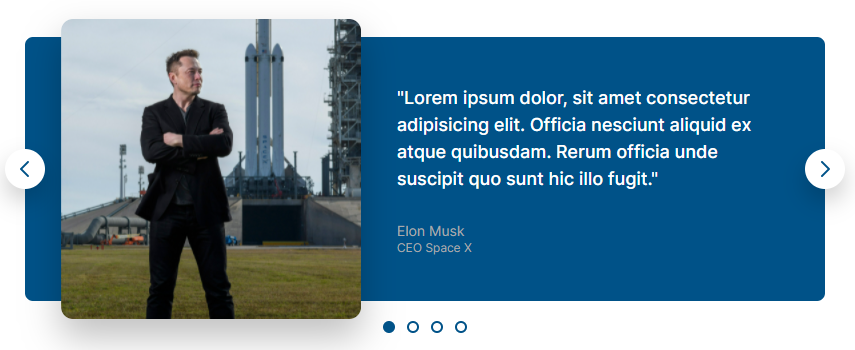 "Lorem ipsum dolor, sit amet consectetur
adipisicing elit. Officia nesciunt aliquid ex
atque quibusdam. Rerum officia unde
suscipit quo sunt hic illo fugit."
Elon Musk
CEO Space X